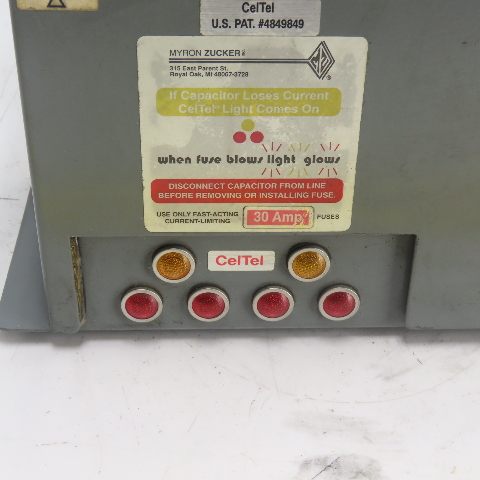 CelTel
U.S. PAT. #4849849
MYRON ZUCKER
315 East Parent St.
Royal Oak, MI 48067-3728
If Capacitor Loses Current
CelTel Light Comes On
when fuse blows light glows
DISCONNECT CAPACITOR FROM LINE
BEFORE REMOVING OR INSTALLING FUSE.
USE ONLY FAST-ACTING
CURRENT-LIMITING
30 Amp
FUSES
CelTel